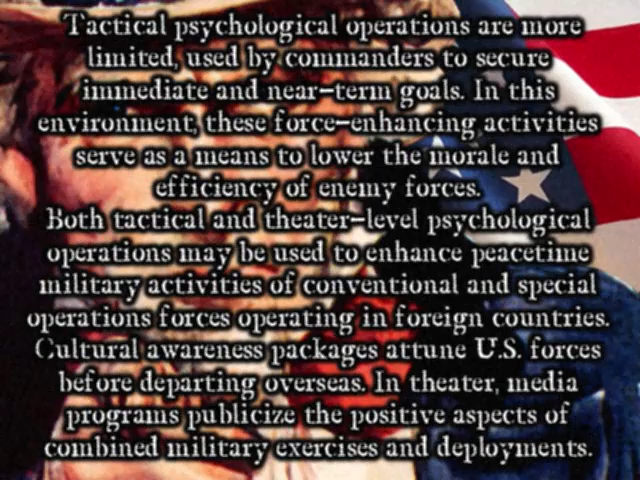 Tactical psychological operations are more
limited, used by commanders to secure
immediate and near-term goals. In this
environment, these force-enhancing activities
serve as a means to lower the morale and
efficiency of enemy forces.
Both tactical and theater-level psychological
operations may be used to enhance peacetime
military activities of conventional and special
operations forces operating in foreign countries.
Cultural awareness packages attune U.S. forces
before departing overseas. In theater, media
programs publicize the positive aspects of
combined military exercises and deployments.